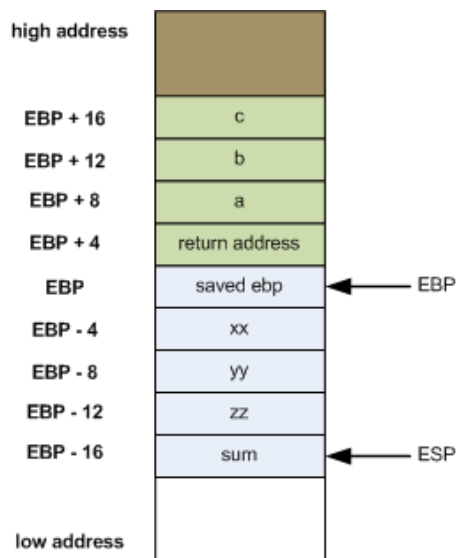 high address
EBP + 16 c
EBP + 12 b
EBP + 8 a
EBP + 4 return address
EBP saved ebp EBP
EBP - 4 xx
EBP - 8 yy
EBP - 12 zz
EBP - 16 sum ESP
low address